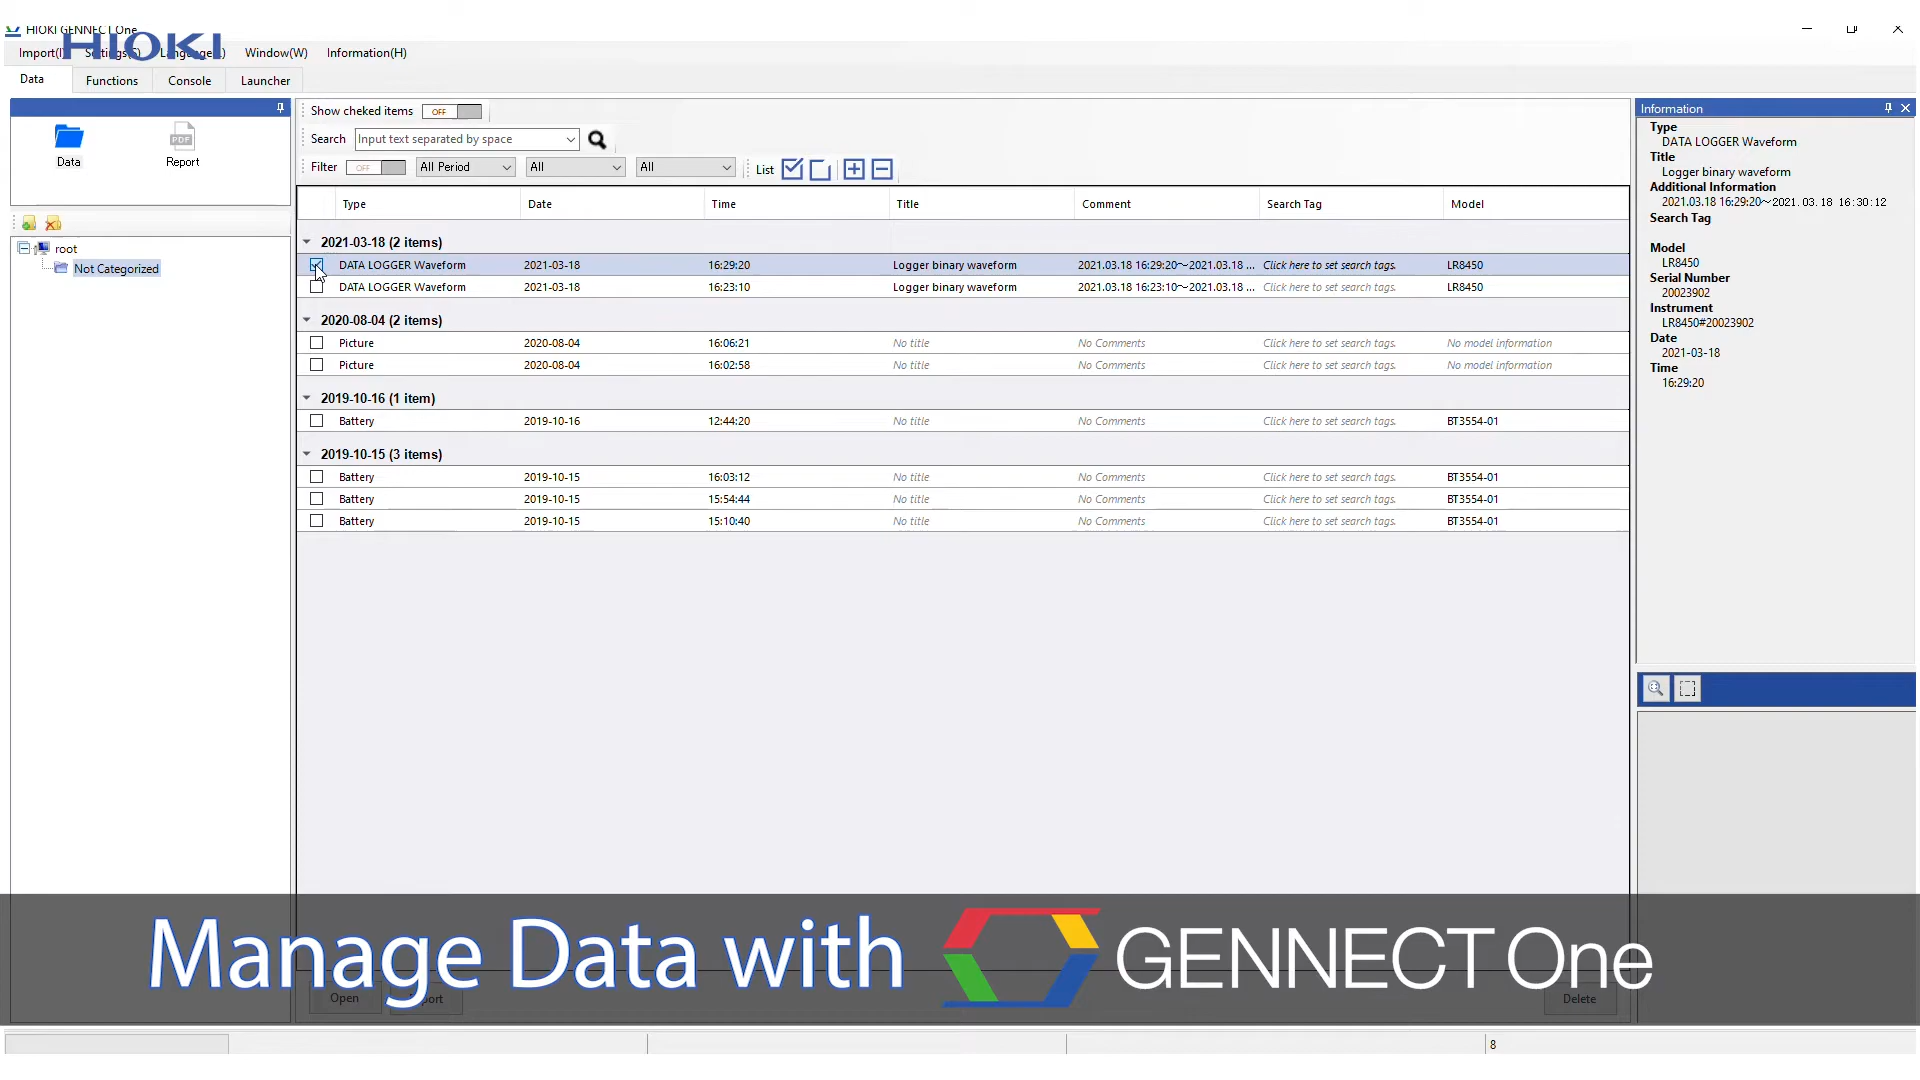 HIOKI GENNECT One
HIOKI
Import(I) Settings(S) Language(L) Window(W) Information(H)
Data Functions Console Launcher
Data
PDF
Report
root
Not Categorized
Show cheked items OFF
Search Input text separated by space
Filter OFF All Period All All List
Type Date Time Title Comment Search Tag Model
2021-03-18 (2 items)
DATA LOGGER Waveform 2021-03-18 16:29:20 Logger binary waveform 2021.03.18 16:29:20～2021.03.18 ... Click here to set search tags. LR8450
DATA LOGGER Waveform 2021-03-18 16:23:10 Logger binary waveform 2021.03.18 16:23:10～2021.03.18 ... Click here to set search tags. LR8450
2020-08-04 (2 items)
Picture 2020-08-04 16:06:21 No title No Comments Click here to set search tags. No model information
Picture 2020-08-04 16:02:58 No title No Comments Click here to set search tags. No model information
2019-10-16 (1 item)
Battery 2019-10-16 12:44:20 No title No Comments Click here to set search tags. BT3554-01
2019-10-15 (3 items)
Battery 2019-10-15 16:03:12 No title No Comments Click here to set search tags. BT3554-01
Battery 2019-10-15 15:54:44 No title No Comments Click here to set search tags. BT3554-01
Battery 2019-10-15 15:10:40 No title No Comments Click here to set search tags. BT3554-01
Information
Type
DATA LOGGER Waveform
Title
Logger binary waveform
Additional Information
2021.03.18 16:29:20～2021.03.18 16:30:12
Search Tag
Model
LR8450
Serial Number
20023902
Instrument
LR8450#20023902
Date
2021-03-18
Time
16:29:20
Manage Data with GENNECT One
Open
Delete
8